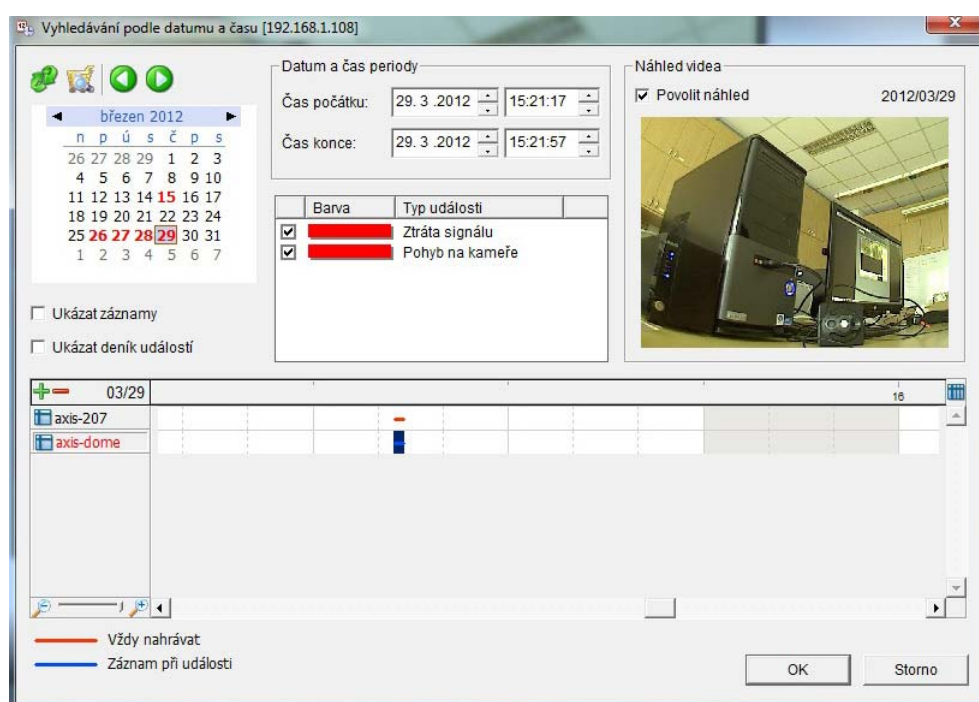 Vyhledávání podle datumu a času [192.168.1.108]
březen 2012
n p ú s č p s
26 27 28 29 1 2 3
4 5 6 7 8 9 10
11 12 13 14 15 16 17
18 19 20 21 22 23 24
25 26 27 28 29 30 31
1 2 3 4 5 6 7
Ukázat záznamy
Ukázat deník událostí
Datum a čas periody
Čas počátku: 29. 3 .2012 15:21:17
Čas konce: 29. 3 .2012 15:21:57
Barva Typ události
Ztráta signálu
Pohyb na kameře
Náhled videa
Povolit náhled 2012/03/29
03/29 16
axis-207
axis-dome
Vždy nahrávat
Záznam při události
OK Storno